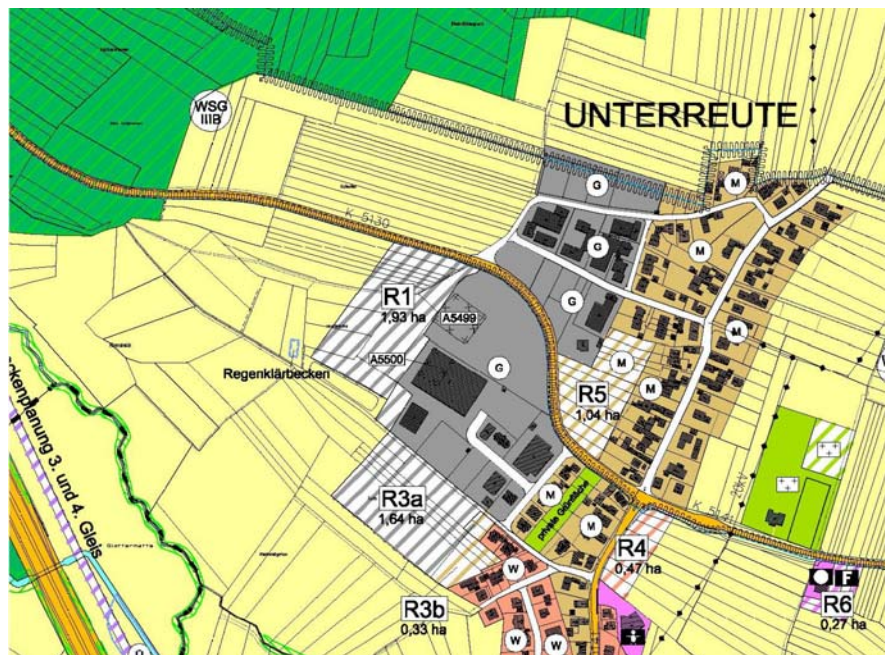 WSG
IIIB
UNTERREUTE
G
M
K 5130
G
M
R1
1,93 ha
A5499
G
M
A5500
G
M
R5
1,04 ha
M
Regenklärbecken
ckenplanung 3. und 4. Gleis
R3a
1,64 ha
M
private Grünfläche
M
R4
0,47 ha
W
F
R3b
0,33 ha
R6
0,27 ha
W
W